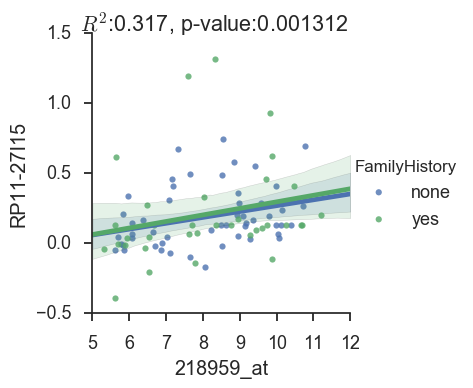 R²:0.317, p-value:0.001312
1.5
1.0
0.5
0.0
−0.5
RP11-27I15
5 6 7 8 9 10 11 12
218959_at
FamilyHistory
none
yes